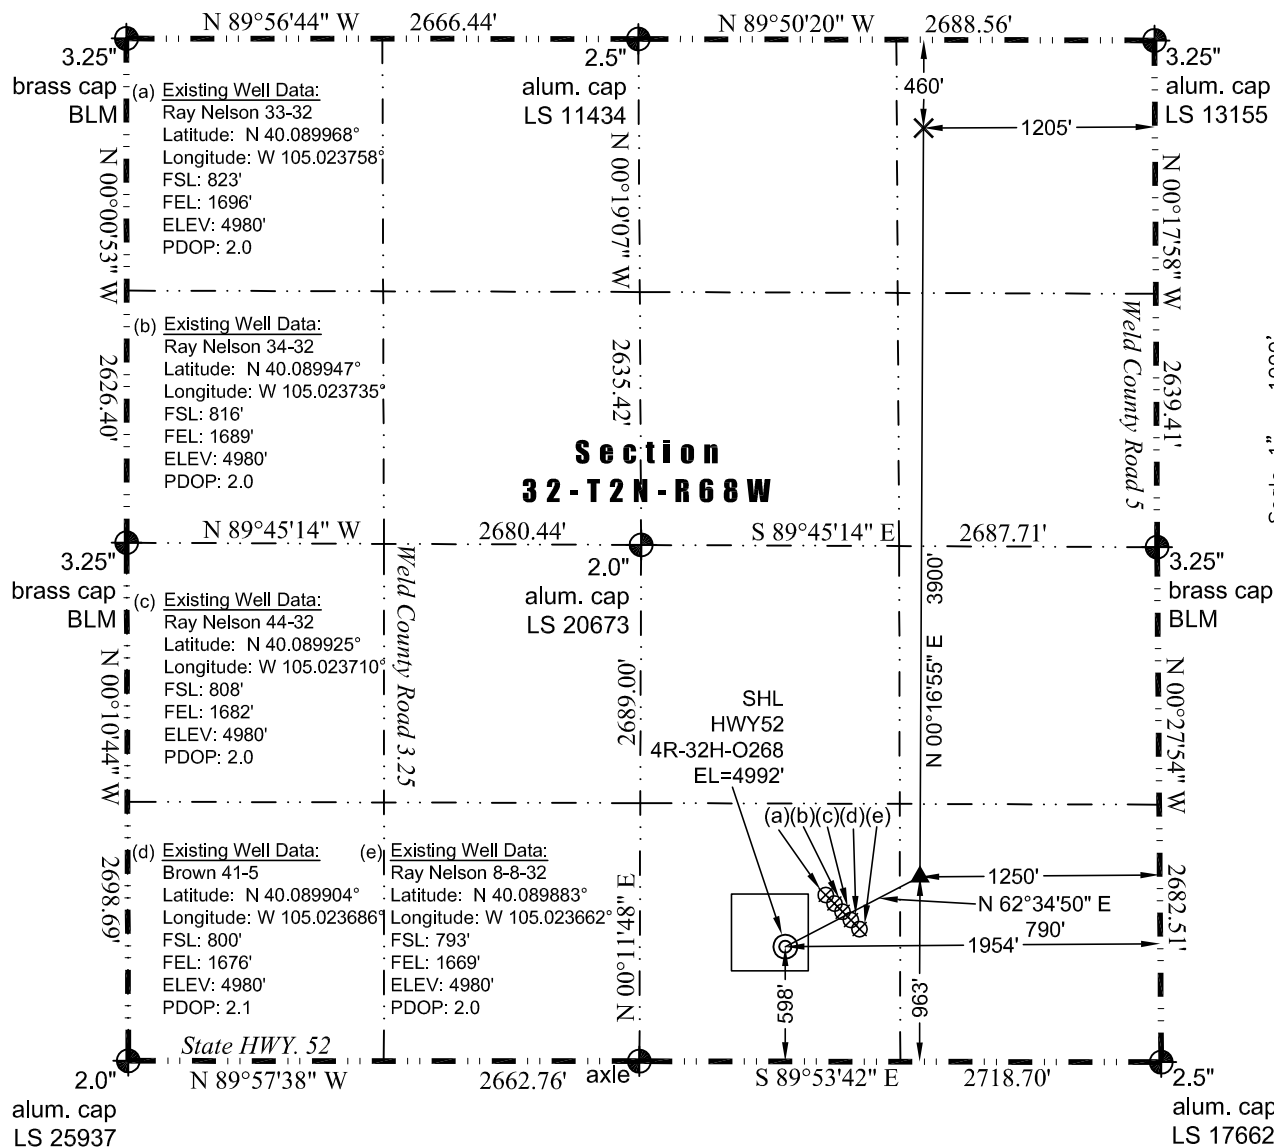 N 89°56'44" W 2666.44' N 89°50'20" W 2688.56'
3.25"
brass cap
BLM
2.5"
alum. cap
LS 11434
460'
3.25"
alum. cap
LS 13155
1205'
(a) Existing Well Data:
Ray Nelson 33-32
Latitude: N 40.089968°
Longitude: W 105.023758°
FSL: 823'
FEL: 1696'
ELEV: 4980'
PDOP: 2.0
N 00°00'53" W
2626.40'
N 00°19'07" W
2635.42'
N 00°17'58" W
2639.41'
Weld County Road 5
(b) Existing Well Data:
Ray Nelson 34-32
Latitude: N 40.089947°
Longitude: W 105.023735°
FSL: 816'
FEL: 1689'
ELEV: 4980'
PDOP: 2.0
Section
32-T2N-R68W
N 89°45'14" W 2680.44' S 89°45'14" E 2687.71'
3.25"
brass cap
BLM
2.0"
alum. cap
LS 20673
3.25"
brass cap
BLM
(c) Existing Well Data:
Ray Nelson 44-32
Latitude: N 40.089925°
Longitude: W 105.023710°
FSL: 808'
FEL: 1682'
ELEV: 4980'
PDOP: 2.0
Weld County Road 3.25
N 00°10'44" W
2698.69'
2689.00'
N 00°11'48" E
N 00°16'55" E 3900'
N 00°27'54" W
2682.51'
SHL
HWY52
4R-32H-O268
EL=4992'
(a)(b)(c)(d)(e)
1250'
N 62°34'50" E
790'
1954'
598'
963'
(d) Existing Well Data:
Brown 41-5
Latitude: N 40.089904°
Longitude: W 105.023686°
FSL: 800'
FEL: 1676'
ELEV: 4980'
PDOP: 2.1
(e) Existing Well Data:
Ray Nelson 8-8-32
Latitude: N 40.089883°
Longitude: W 105.023662°
FSL: 793'
FEL: 1669'
ELEV: 4980'
PDOP: 2.0
State HWY. 52
N 89°57'38" W 2662.76' axle S 89°53'42" E 2718.70'
2.0"
alum. cap
LS 25937
2.5"
alum. cap
LS 17662